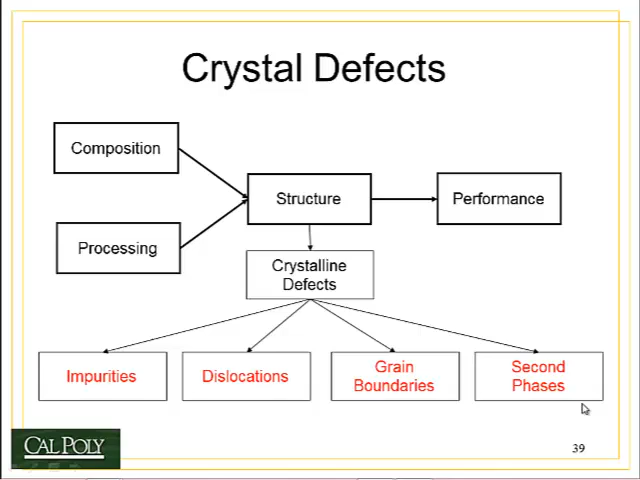 Crystal Defects
Composition
Processing
Structure
Performance
Crystalline
Defects
Impurities
Dislocations
Grain
Boundaries
Second
Phases
CAL POLY
39